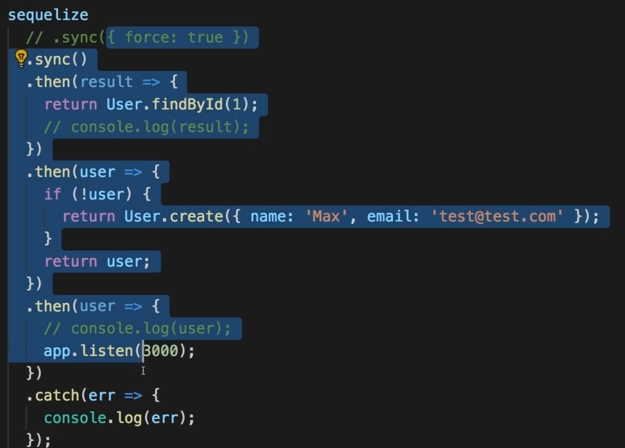 sequelize
// .sync({ force: true })
.sync()
.then(result => {
return User.findById(1);
// console.log(result);
})
.then(user => {
if (!user) {
return User.create({ name: 'Max', email: 'test@test.com' });
}
return user;
})
.then(user => {
// console.log(user);
app.listen(3000);
})
.catch(err => {
console.log(err);
});